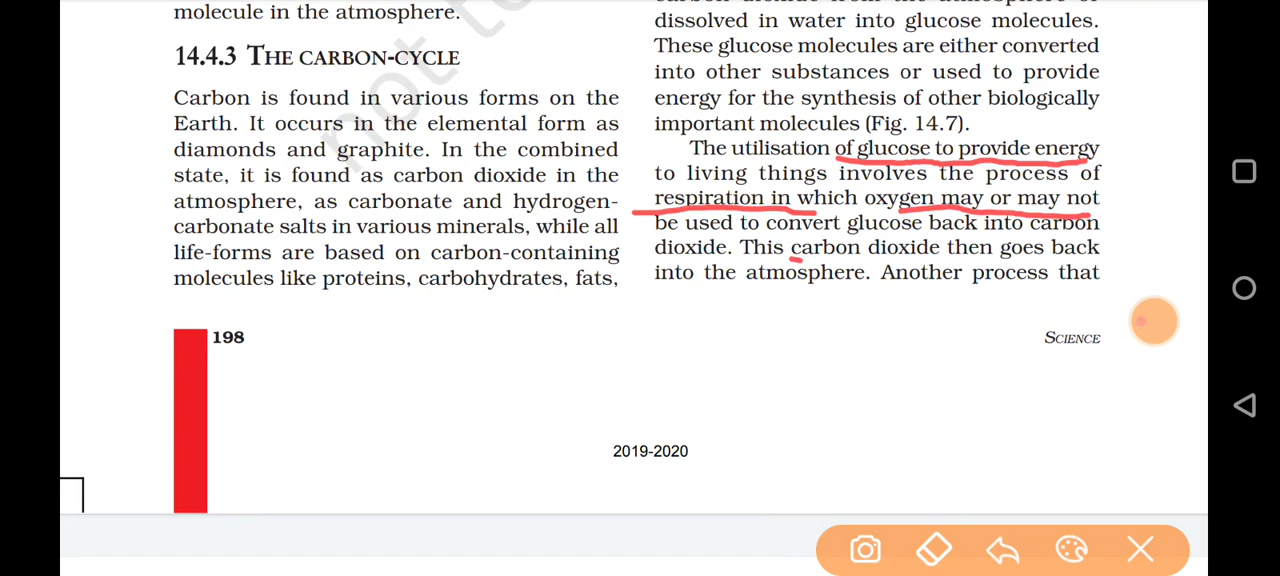 molecule in the atmosphere.
14.4.3 THE CARBON-CYCLE
Carbon is found in various forms on the
Earth. It occurs in the elemental form as
diamonds and graphite. In the combined
state, it is found as carbon dioxide in the
atmosphere, as carbonate and hydrogen-
carbonate salts in various minerals, while all
life-forms are based on carbon-containing
molecules like proteins, carbohydrates, fats,
dissolved in water into glucose molecules.
These glucose molecules are either converted
into other substances or used to provide
energy for the synthesis of other biologically
important molecules (Fig. 14.7).
The utilisation of glucose to provide energy
to living things involves the process of
respiration in which oxygen may or may not
be used to convert glucose back into carbon
dioxide. This carbon dioxide then goes back
into the atmosphere. Another process that
198
SCIENCE
2019-2020
not to